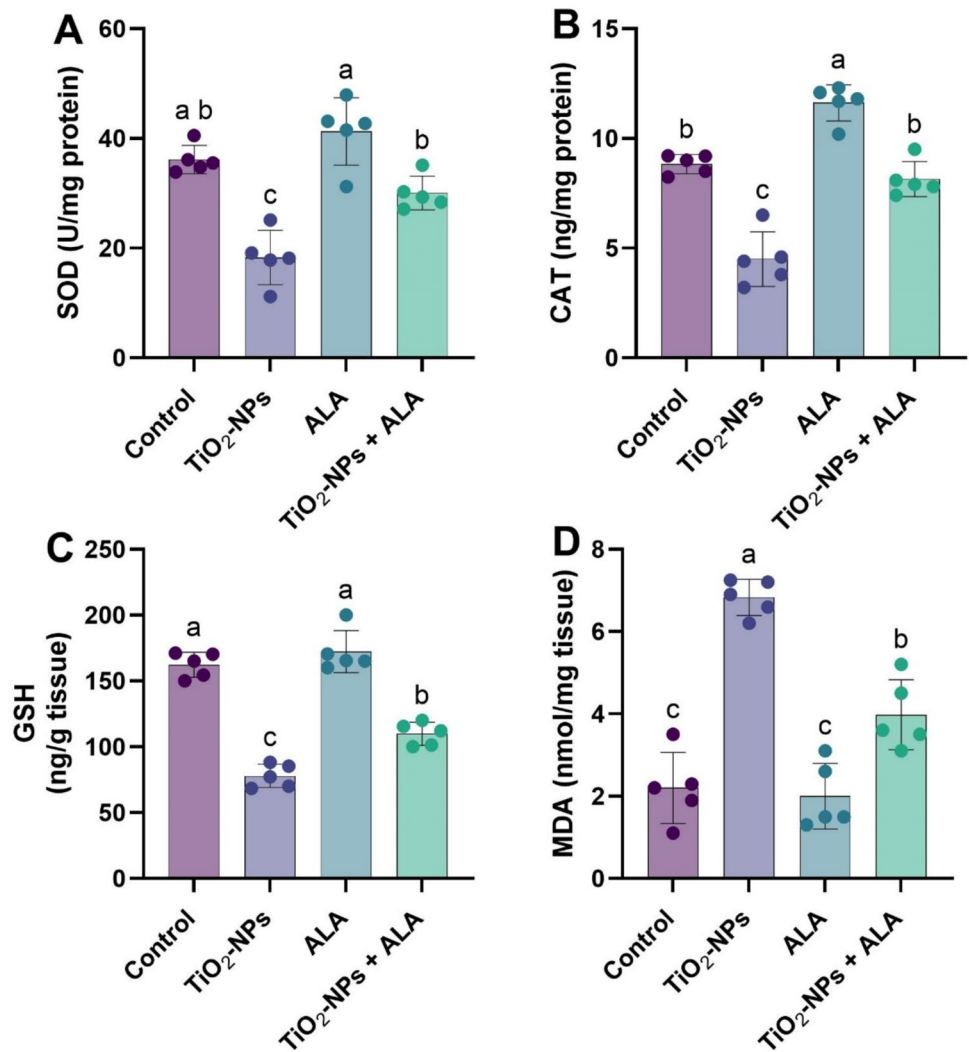 A
SOD (U/mg protein)
60
40
20
0
a b
c
a
b
Control
TiO₂-NPs
ALA
TiO₂-NPs + ALA
B
CAT (ng/mg protein)
15
10
5
0
b
c
a
b
Control
TiO₂-NPs
ALA
TiO₂-NPs + ALA
C
GSH
(ng/g tissue)
250
200
150
100
50
0
a
c
a
b
Control
TiO₂-NPs
ALA
TiO₂-NPs + ALA
D
MDA (nmol/mg tissue)
8
6
4
2
0
c
a
c
b
Control
TiO₂-NPs
ALA
TiO₂-NPs + ALA